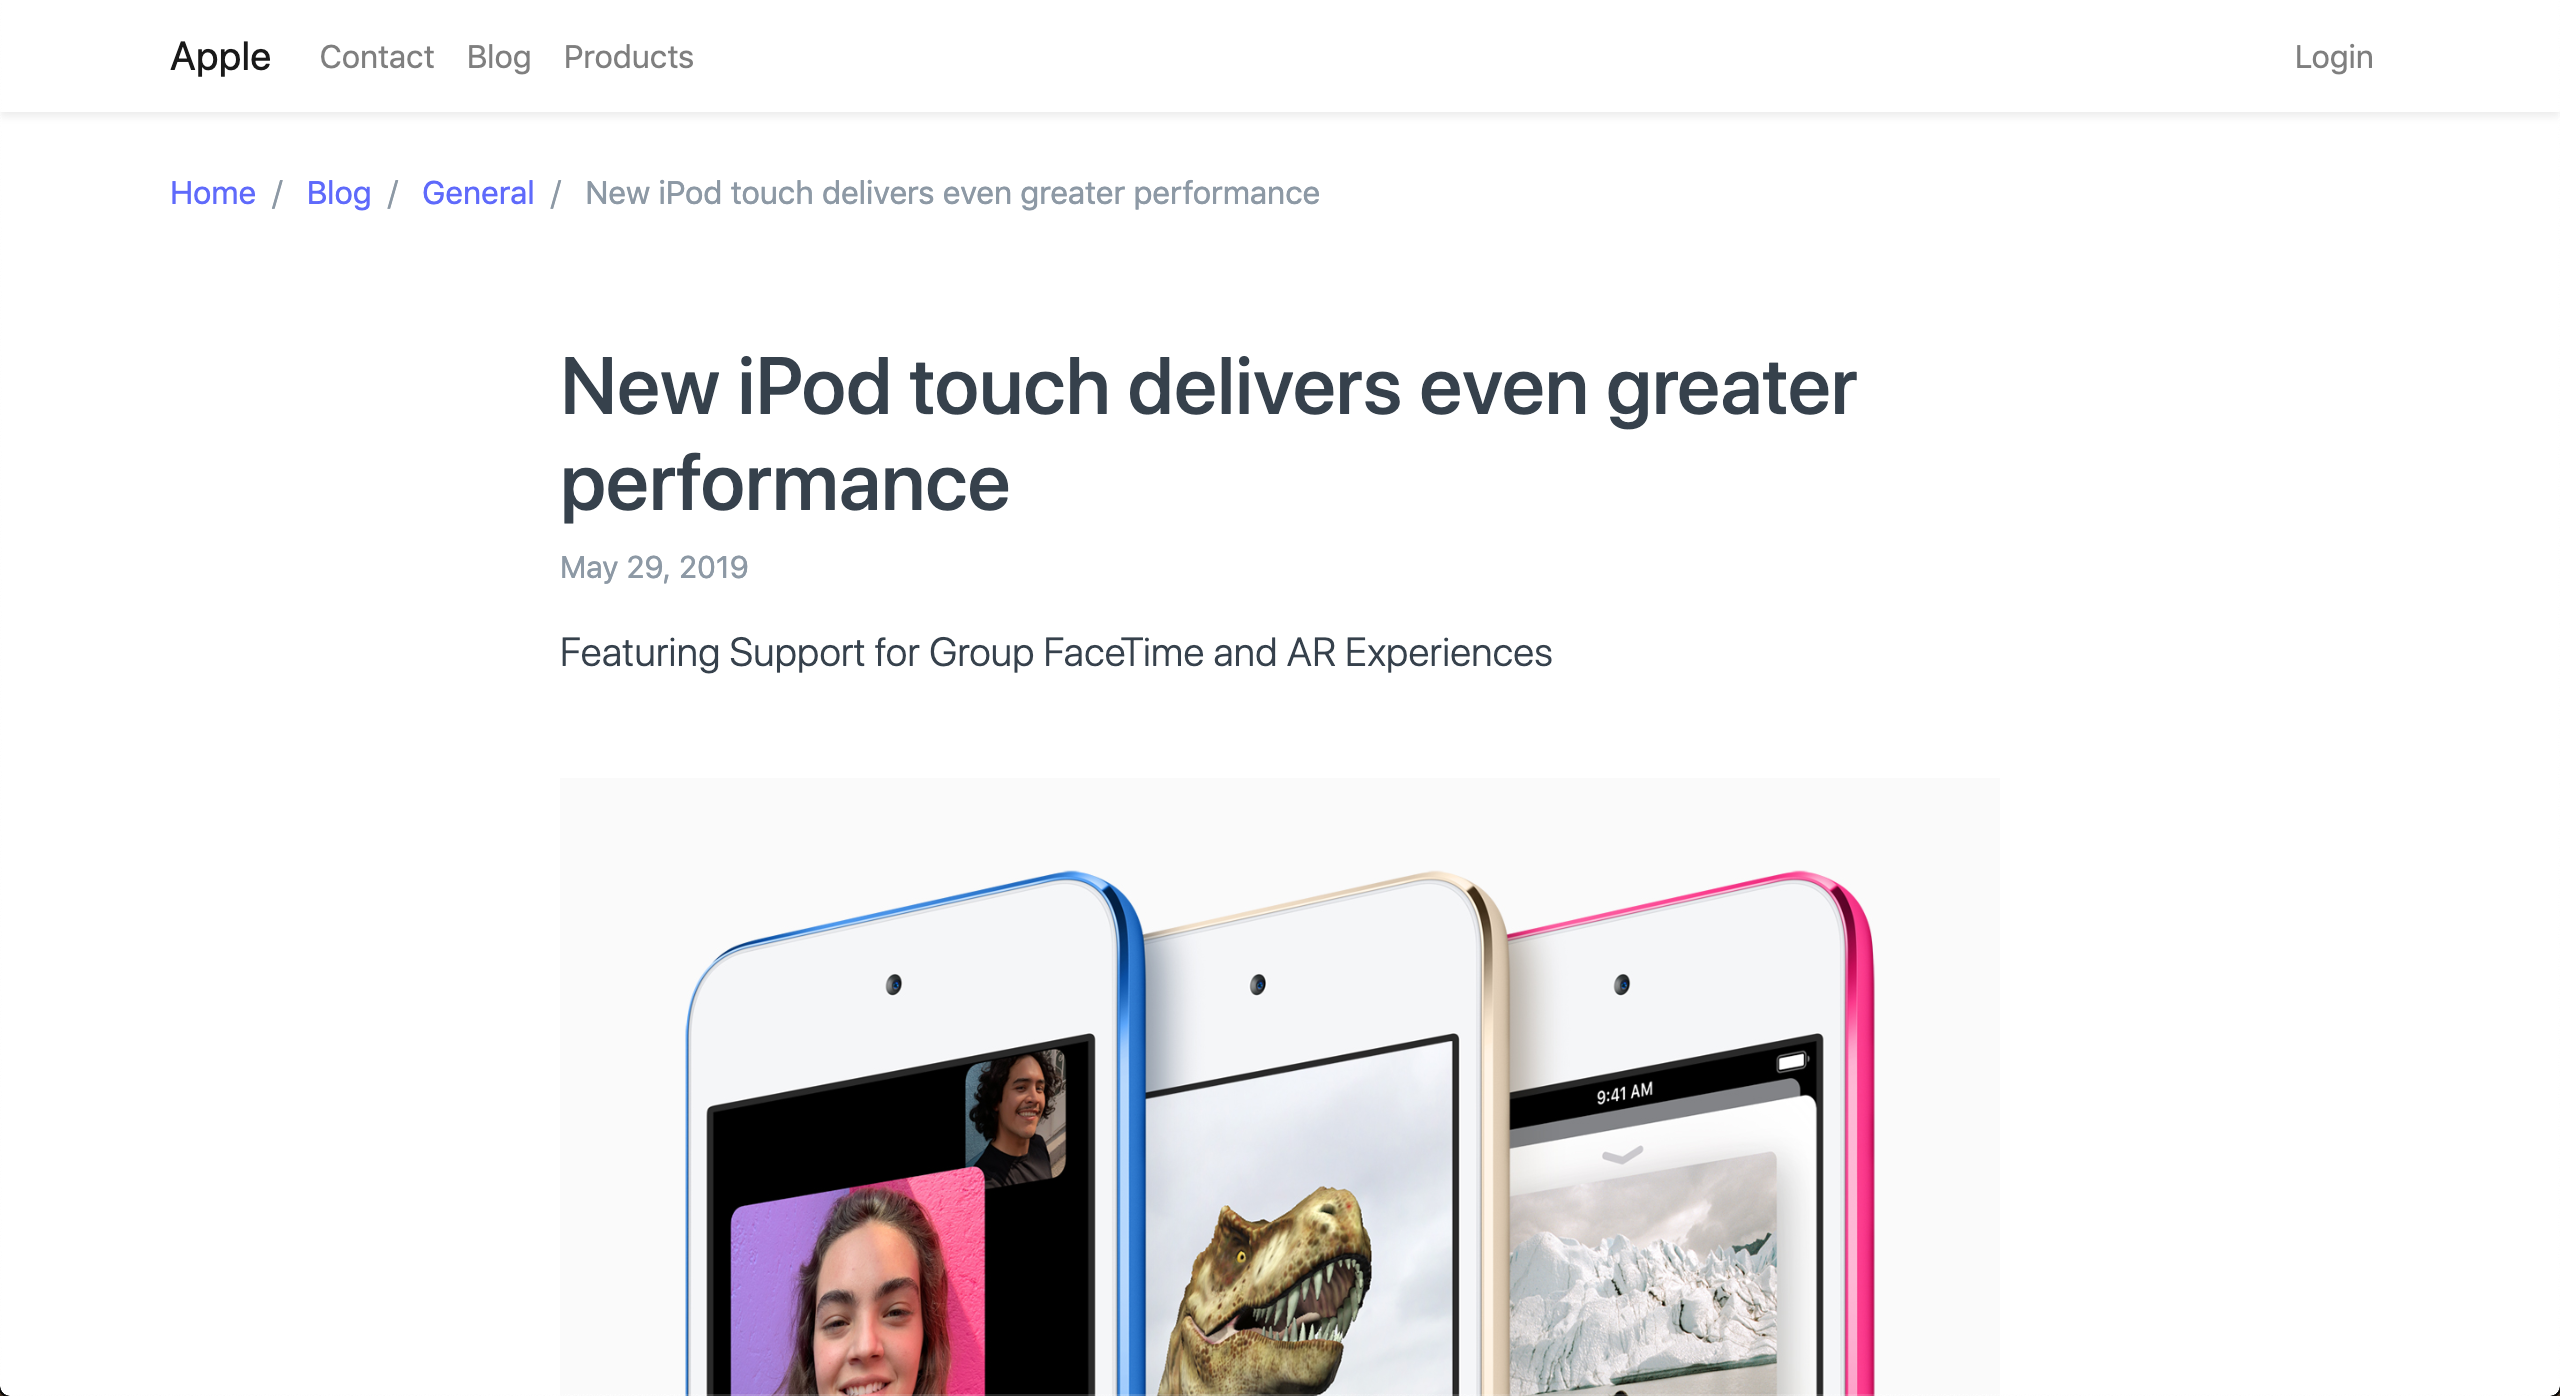 Apple Contact Blog Products Login
Home / Blog / General / New iPod touch delivers even greater performance
New iPod touch delivers even greater
performance
May 29, 2019
Featuring Support for Group FaceTime and AR Experiences
9:41 AM